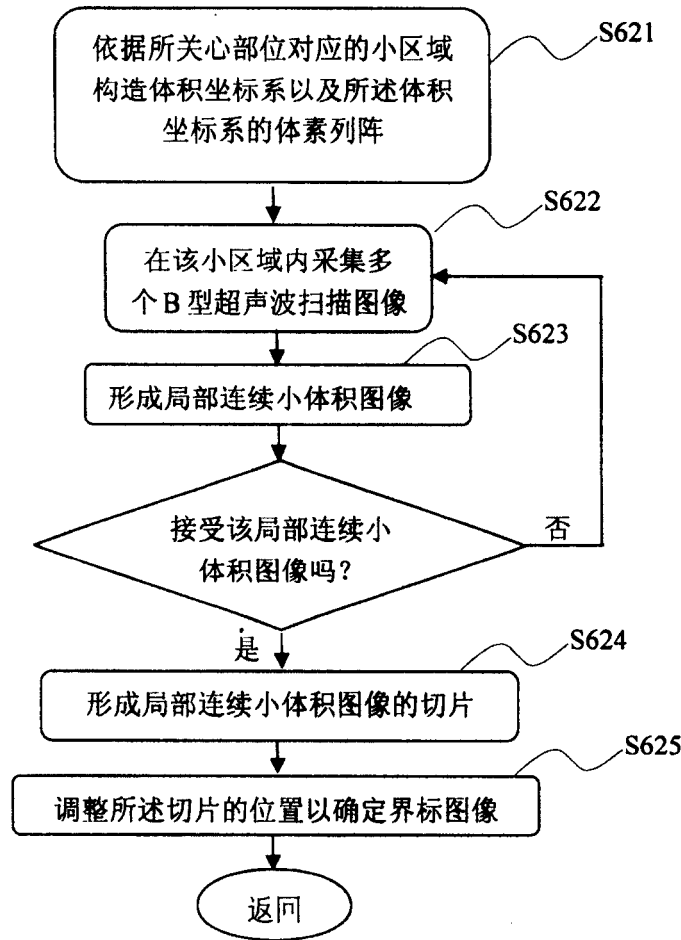 S621
依据所关心部位对应的小区域
构造体积坐标系以及所述体积
坐标系的体素列阵
S622
在该小区域内采集多
个B型超声波扫描图像
S623
形成局部连续小体积图像
接受该局部连续小
体积图像吗？
否
是
S624
形成局部连续小体积图像的切片
S625
调整所述切片的位置以确定界标图像
返回